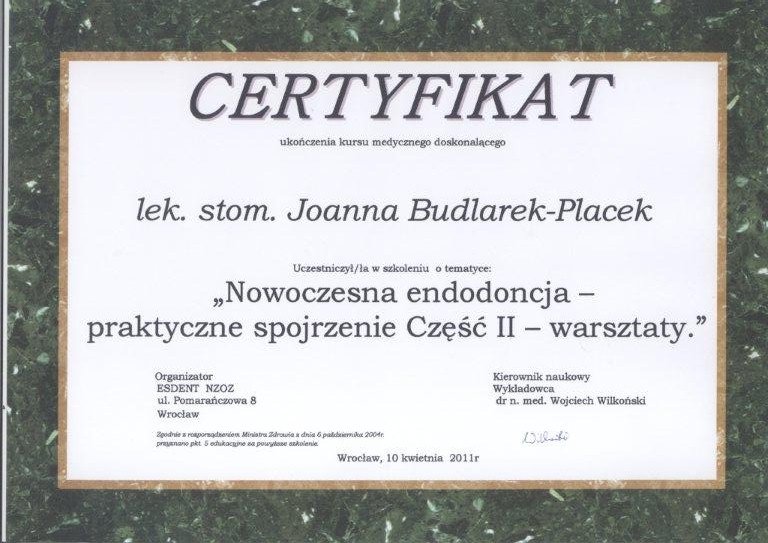 CERTYFIKAT
ukończenia kursu medycznego doskonalącego
lek. stom. Joanna Budlarek-Placek
Uczestniczył/ła w szkoleniu o tematyce:
„Nowoczesna endodoncja –
praktyczne spojrzenie Część II – warsztaty.”
Organizator
ESDENT NZOZ
ul. Pomarańczowa 8
Wrocław
Kierownik naukowy
Wykładowca
dr n. med. Wojciech Wilkoński
Zgodnie z rozporządzeniem Ministra Zdrowia z dnia 6 października 2004r.
przyznano pkt. 5 edukacyjne za powyższe szkolenie.
Wrocław, 10 kwietnia 2011r